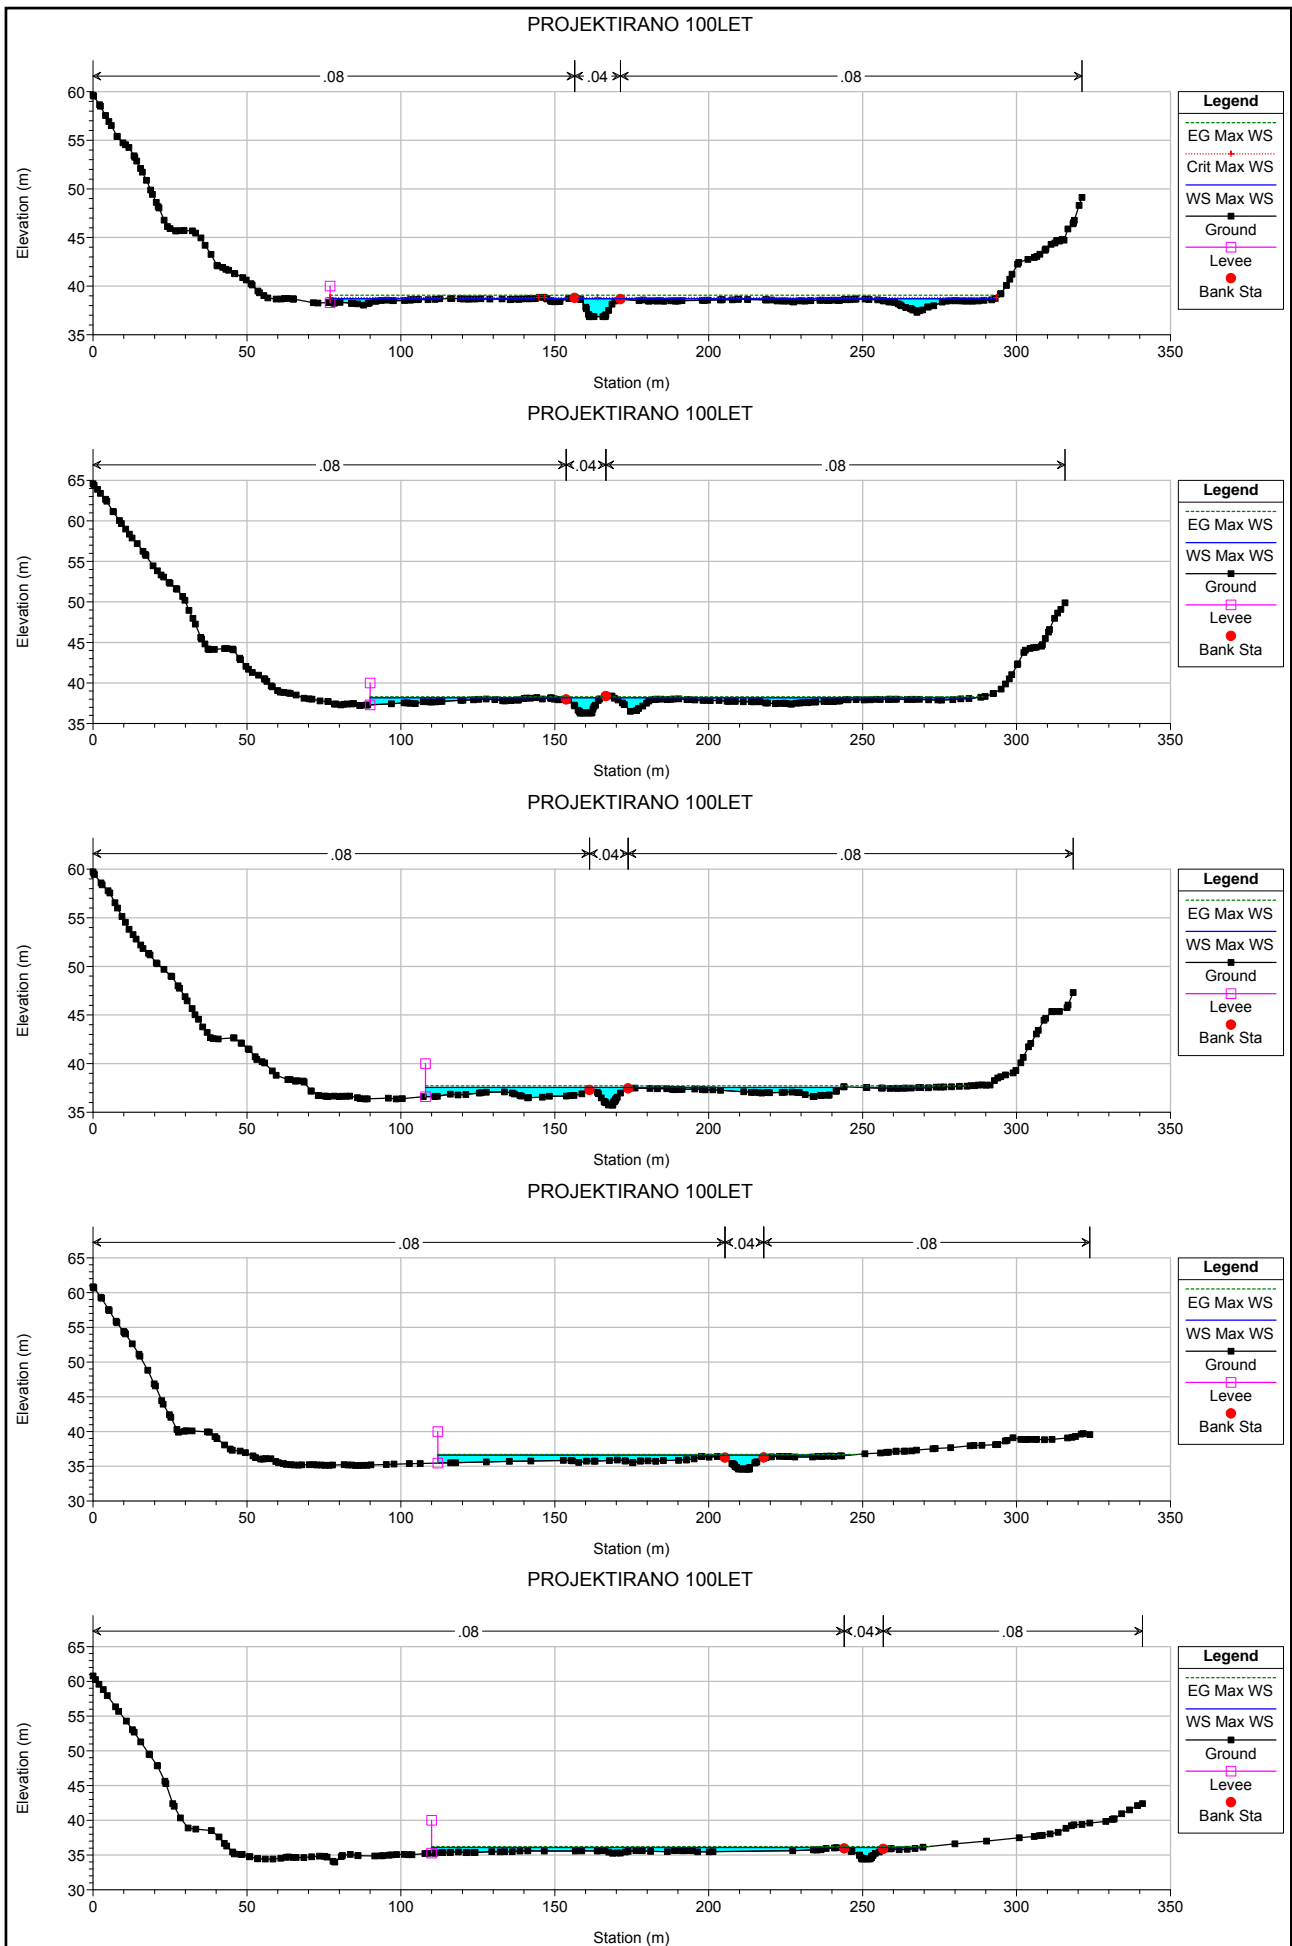 PROJEKTIRANO 100LET
.08 .04 .08
60
55
50
45
40
35
0 50 100 150 200 250 300 350
Elevation (m)
Station (m)
Legend
EG Max WS
Crit Max WS
WS Max WS
Ground
Levee
Bank Sta
PROJEKTIRANO 100LET
.08 .04 .08
65
60
55
50
45
40
35
0 50 100 150 200 250 300 350
Elevation (m)
Station (m)
Legend
EG Max WS
WS Max WS
Ground
Levee
Bank Sta
PROJEKTIRANO 100LET
.08 .04 .08
60
55
50
45
40
35
0 50 100 150 200 250 300 350
Elevation (m)
Station (m)
Legend
EG Max WS
WS Max WS
Ground
Levee
Bank Sta
PROJEKTIRANO 100LET
.08 .04 .08
65
60
55
50
45
40
35
30
0 50 100 150 200 250 300 350
Elevation (m)
Station (m)
Legend
EG Max WS
WS Max WS
Ground
Levee
Bank Sta
PROJEKTIRANO 100LET
.08 .04 .08
65
60
55
50
45
40
35
30
0 50 100 150 200 250 300 350
Elevation (m)
Station (m)
Legend
EG Max WS
WS Max WS
Ground
Levee
Bank Sta